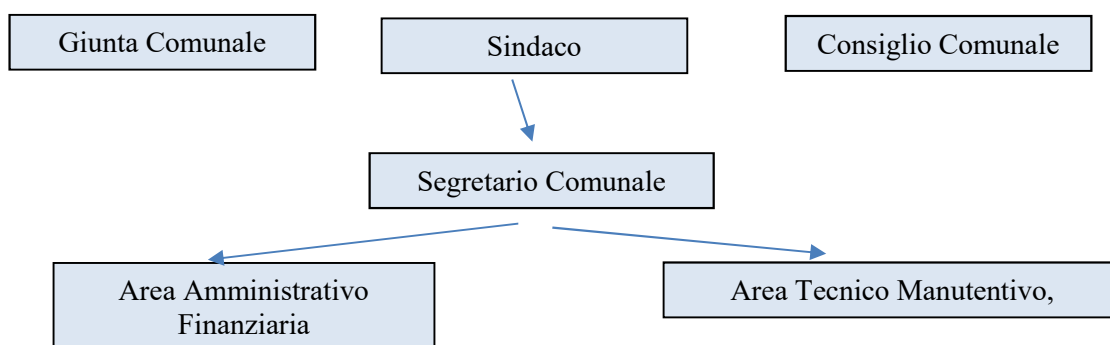 Giunta Comunale
Sindaco
Consiglio Comunale
Segretario Comunale
Area Amministrativo
Finanziaria
Area Tecnico Manutentivo,